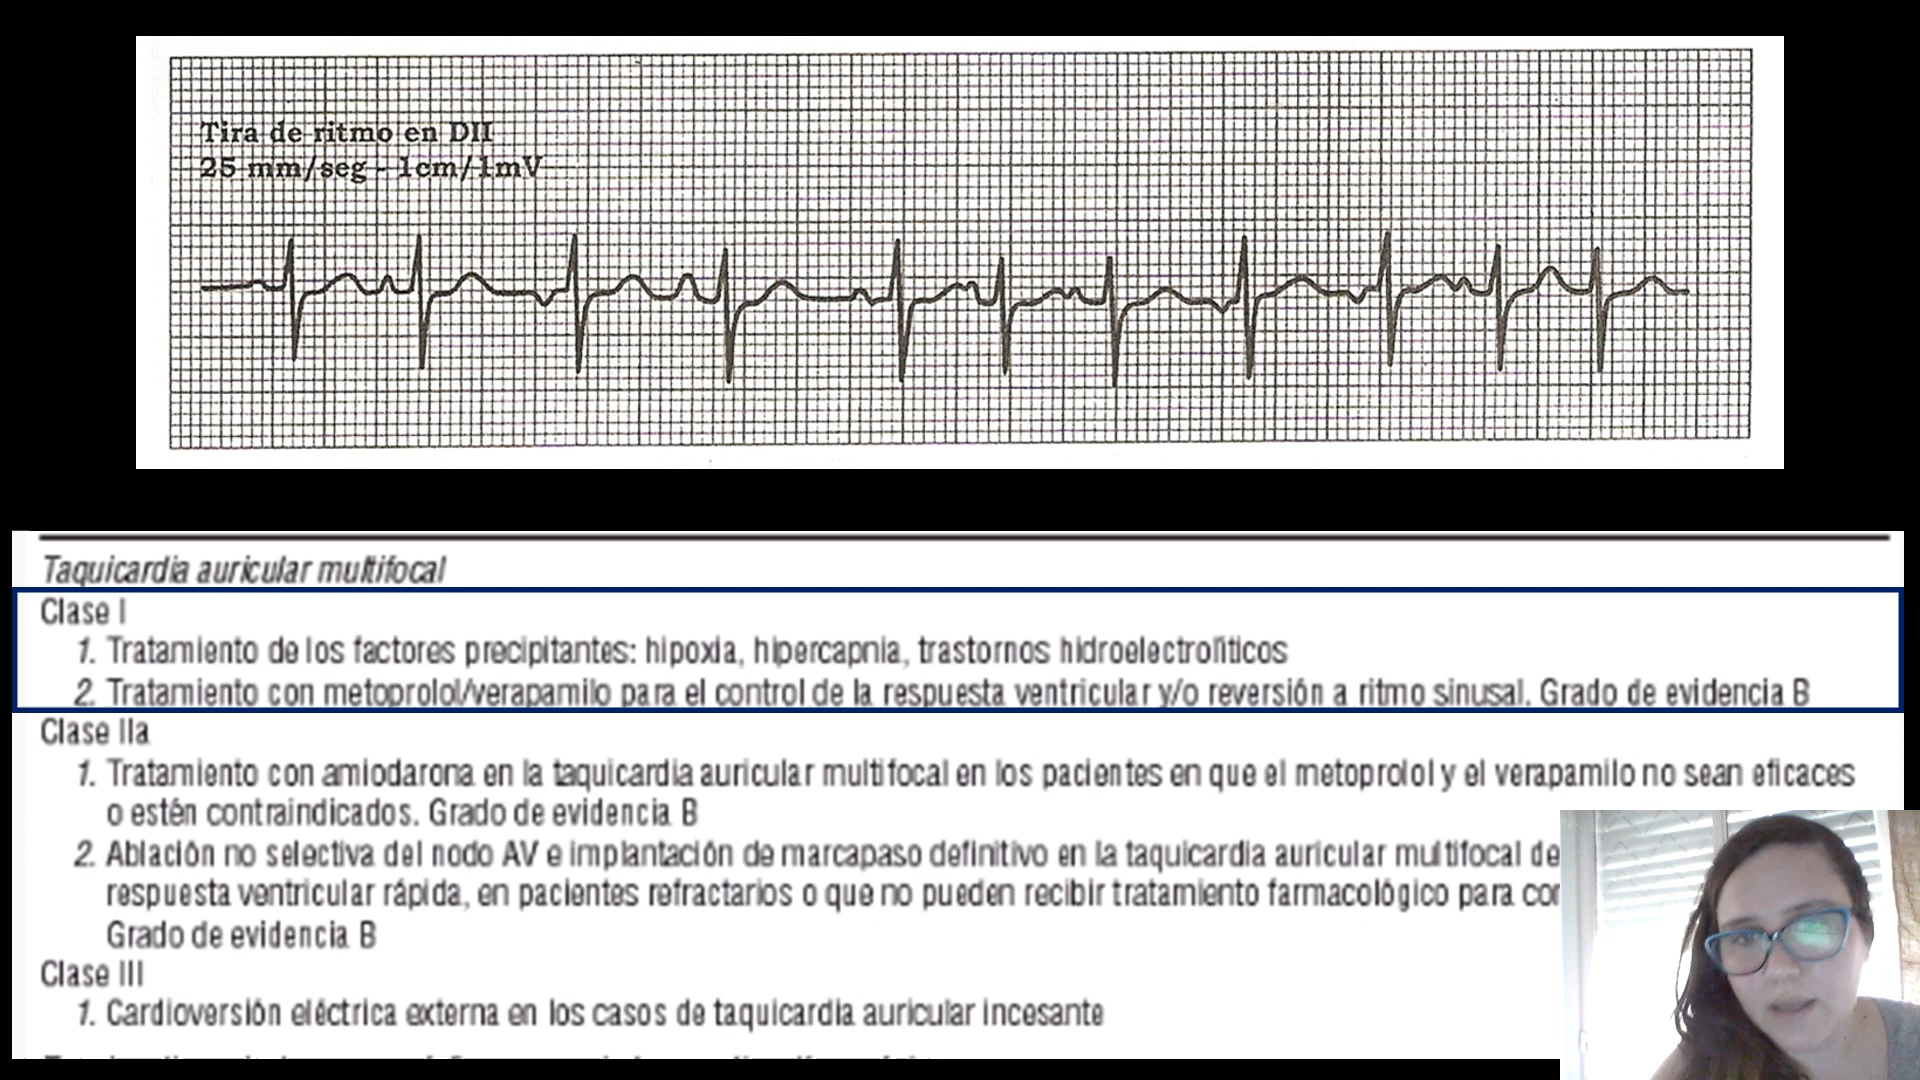 Tira de ritmo en DII
25 mm/seg - 1cm/1mV
Taquicardia auricular multifocal
Clase I
1. Tratamiento de los factores precipitantes: hipoxia, hipercapnia, trastornos hidroelectrolíticos
2. Tratamiento con metoprolol/verapamilo para el control de la respuesta ventricular y/o reversión a ritmo sinusal. Grado de evidencia B
Clase IIa
1. Tratamiento con amiodarona en la taquicardia auricular multifocal en los pacientes en que el metoprolol y el verapamilo no sean eficaces
o estén contraindicados. Grado de evidencia B
2. Ablación no selectiva del nodo AV e implantación de marcapaso definitivo en la taquicardia auricular multifocal de
respuesta ventricular rápida, en pacientes refractarios o que no pueden recibir tratamiento farmacológico para
Grado de evidencia B
Clase III
1. Cardioversión eléctrica externa en los casos de taquicardia auricular incesante